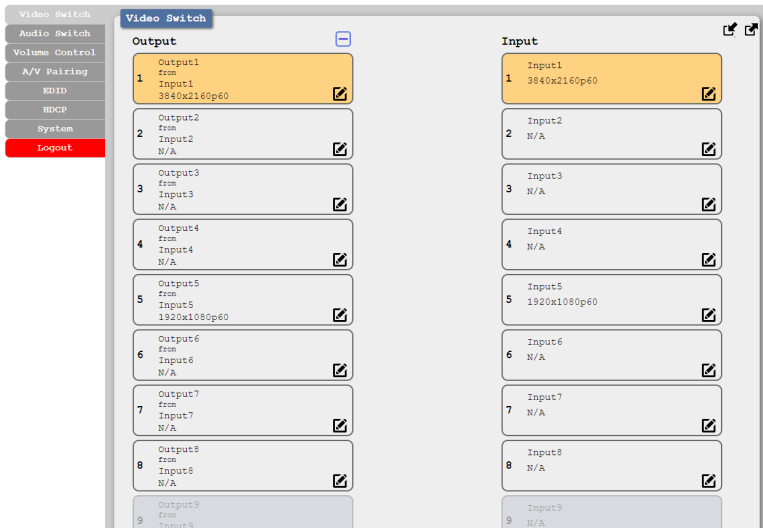 Video Switch
Audio Switch
Volume Control
A/V Pairing
EDID
HDCP
System
Logout
Video Switch
Output
1
Output1
from
Input1
3840x2160p60
2
Output2
from
Input2
N/A
3
Output3
from
Input3
N/A
4
Output4
from
Input4
N/A
5
Output5
from
Input5
1920x1080p60
6
Output6
from
Input6
N/A
7
Output7
from
Input7
N/A
8
Output8
from
Input8
N/A
9
Output9
from
Input9
Input
1
Input1
3840x2160p60
2
Input2
N/A
3
Input3
N/A
4
Input4
N/A
5
Input5
1920x1080p60
6
Input6
N/A
7
Input7
N/A
8
Input8
N/A
9
Input9
N/A